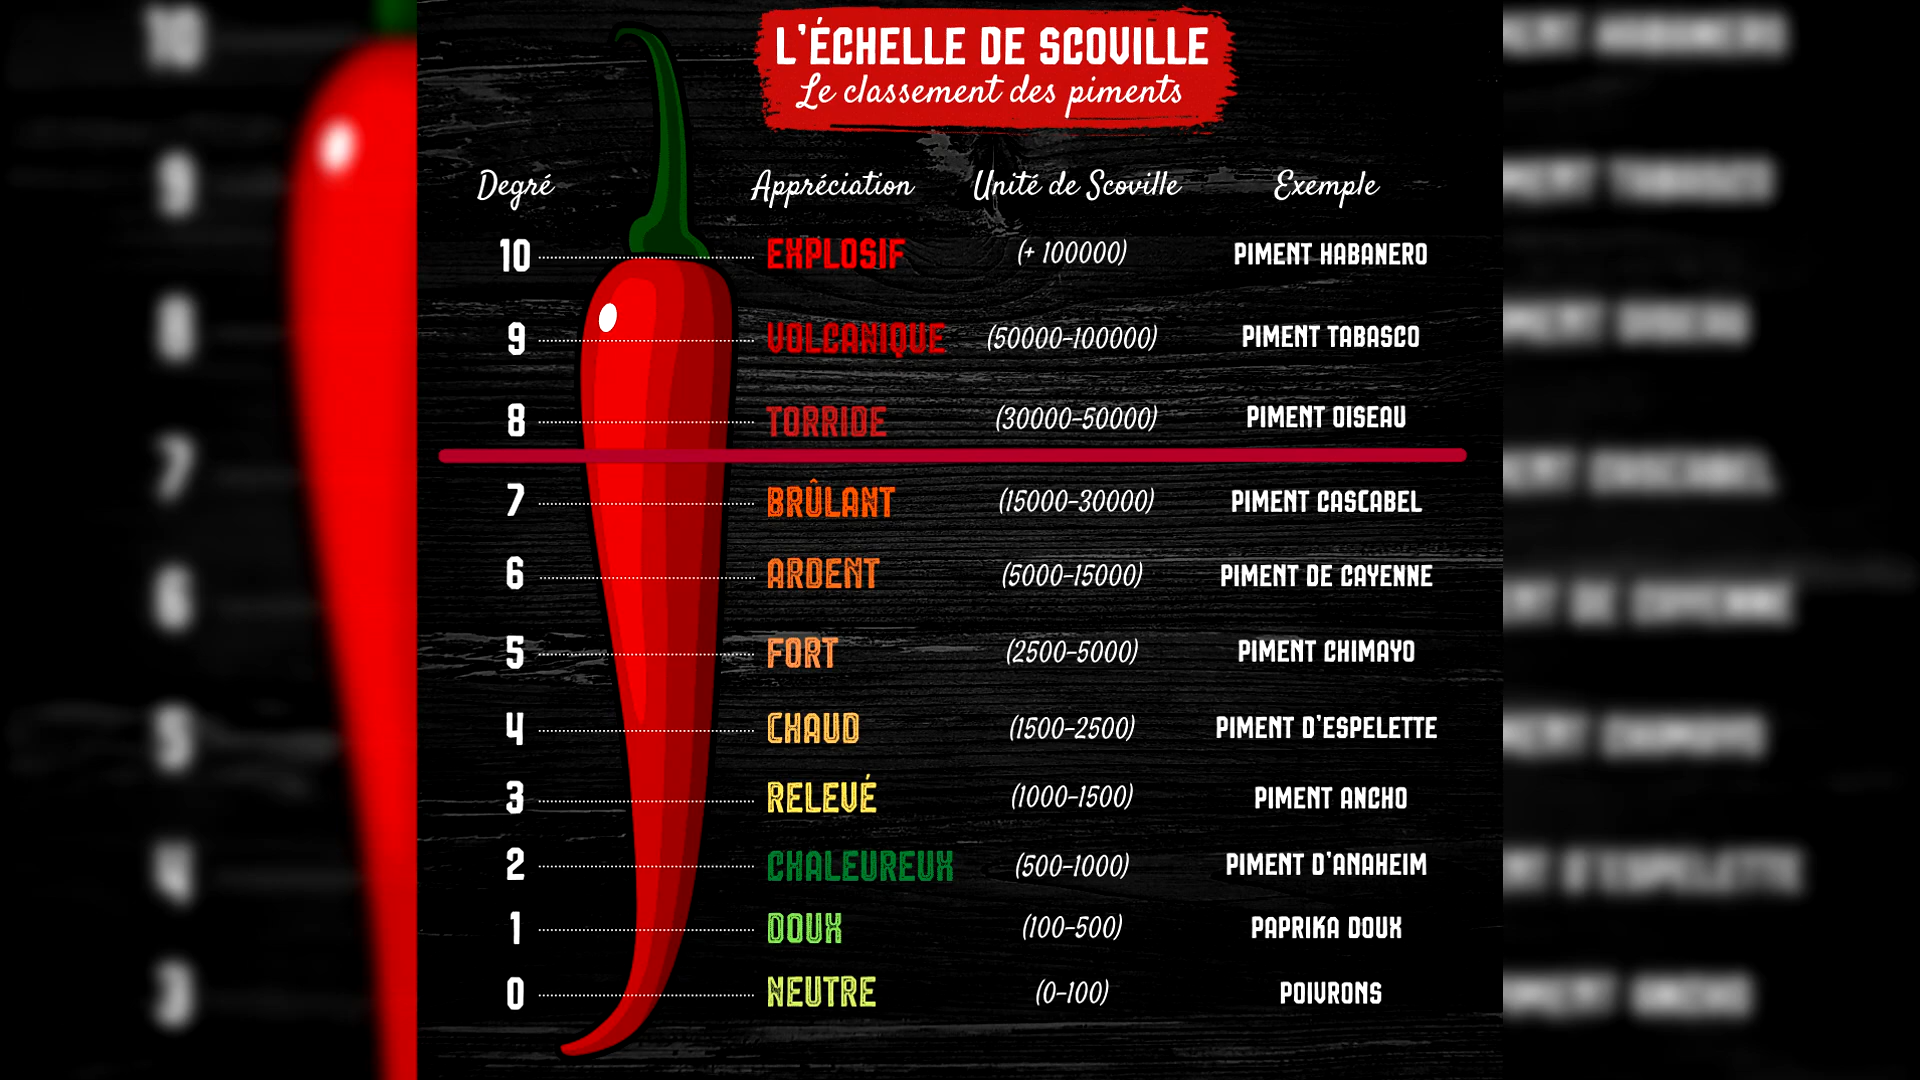 L'ÉCHELLE DE SCOVILLE
Le classement des piments
Degré Appréciation Unité de Scoville Exemple
10 EXPLOSIF (+ 100000) PIMENT HABANERO
9 VOLCANIQUE (50000-100000) PIMENT TABASCO
8 TORRIDE (30000-50000) PIMENT OISEAU
7 BRÛLANT (15000-30000) PIMENT CASCABEL
6 ARDENT (5000-15000) PIMENT DE CAYENNE
5 FORT (2500-5000) PIMENT CHIMAYO
4 CHAUD (1500-2500) PIMENT D'ESPELETTE
3 RELEVÉ (1000-1500) PIMENT ANCHO
2 CHALEUREUX (500-1000) PIMENT D'ANAHEIM
1 DOUX (100-500) PAPRIKA DOUX
0 NEUTRE (0-100) POIVRONS